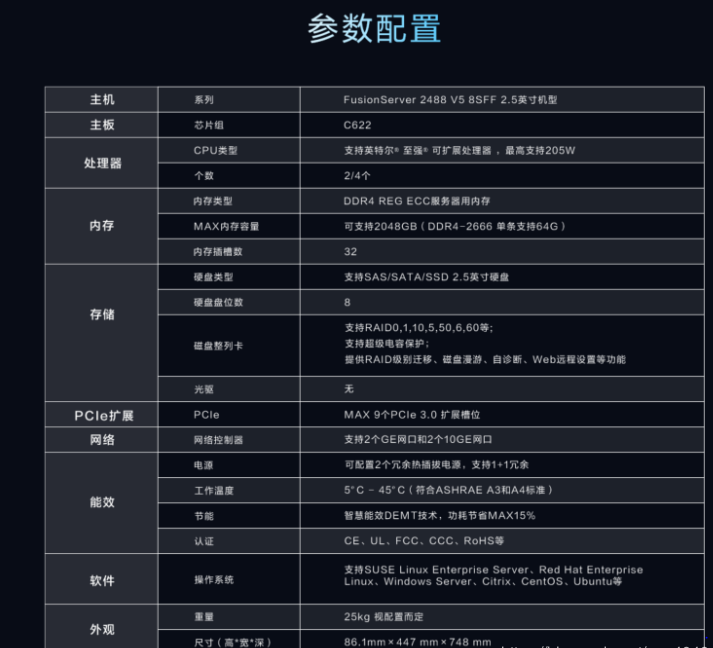 参数配置
主机 系列 FusionServer 2488 V5 8SFF 2.5英寸机型
主板 芯片组 C622
处理器 CPU类型 支持英特尔® 至强® 可扩展处理器 ，最高支持205W
个数 2/4个
内存 内存类型 DDR4 REG ECC服务器用内存
MAX内存容量 可支持2048GB（DDR4-2666 单条支持64G）
内存插槽数 32
存储 硬盘类型 支持SAS/SATA/SSD 2.5英寸硬盘
硬盘盘位数 8
磁盘整列卡 支持RAID0,1,10,5,50,6,60等;
支持超级电容保护；
提供RAID级别迁移、磁盘漫游、自诊断、Web远程设置等功能
光驱 无
PCIe扩展 PCIe MAX 9个PCIe 3.0 扩展槽位
网络 网络控制器 支持2个GE网口和2个10GE网口
能效 电源 可配置2个冗余热插拔电源，支持1+1冗余
工作温度 5°C - 45°C（符合ASHRAE A3和A4标准）
节能 智慧能效DEMT技术，功耗节省MAX15%
认证 CE、UL、FCC、CCC、RoHS等
软件 操作系统 支持SUSE Linux Enterprise Server、Red Hat Enterprise
Linux、Windows Server、Citrix、CentOS、Ubuntu等
外观 重量 25kg 视配置而定
尺寸（高*宽*深） 86.1mm×447 mm×748 mm